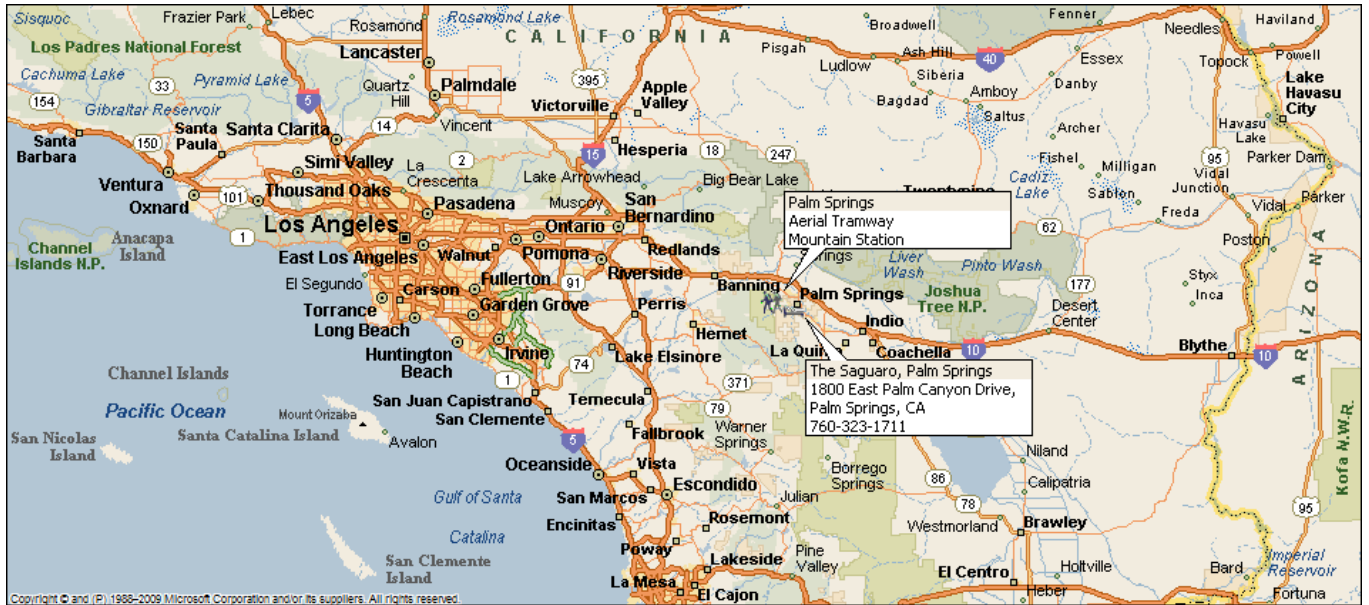 Sisquoc
Frazier Park
Lebec
Rosamond
Rosamond Lake
CALIFORNIA
Broadwell
Fenner
Needles
Haviland
Los Padres National Forest
Lancaster
Pisgah
Ash Hill
Essex
Topock
Powell
395
Ludlow
40
Cachuma Lake
33
Pyramid Lake
Quartz
Hill
Palmdale
Apple
Valley
Siberia
Danby
Lake
Havasu
City
154
Gibraltar Reservoir
5
Victorville
Bagdad
Amboy
Saltus
Santa
Barbara
150
Santa
Paula
Santa Clarita
14
Vincent
Archer
Havasu
Lake
Simi Valley
La
Crescenta
2
15
Hesperia
18
247
Fishel
Milligan
95
Parker Dam
Ventura
Lake Arrowhead
Big Bear Lake
Cadiz
Lake
Sablon
Vidal
Junction
Oxnard
101
Thousand Oaks
Pasadena
Muscoy
San
Bernardino
Freda
Vidal
Parker
Palm Springs
Aerial Tramway
Mountain Station
Springs
Channel
Islands N.P.
Anacapa
Island
1
Los Angeles
Ontario
Redlands
62
Poston
East Los Angeles
Walnut
Pomona
Riverside
Liver
Wash
Pinto Wash
El Segundo
Carson
Fullerton
91
Banning
Palm Springs
Joshua
Tree N.P.
177
Styx
Inca
ARIZONA
Torrance
Garden Grove
Perris
Desert
Center
Long Beach
Hemet
Indio
Huntington
Beach
Irvine
74
Lake Elsinore
La Quinta
Coachella
10
Blythe
10
Channel Islands
1
371
The Saguaro, Palm Springs
1800 East Palm Canyon Drive,
Palm Springs, CA
760-323-1711
Pacific Ocean
Mount Orizaba
San Juan Capistrano
Temecula
79
San Nicolas
Island
Santa Catalina Island
Avalon
San Clemente
5
Fallbrook
Warner
Springs
Niland
Kofa N.W.R.
Oceanside
Vista
Borrego
Springs
86
Calipatria
Gulf of Santa
Catalina
San Marcos
Escondido
Julian
78
95
Encinitas
Rosemont
Westmorland
Brawley
San Clemente
Island
Poway
Lakeside
Pine
Valley
El Centro
Holtville
Bard
Imperial
Reservoir
La Mesa
El Cajon
Heber
Fortuna
Copyright © and (P) 1988–2009 Microsoft Corporation and/or its suppliers. All rights reserved.